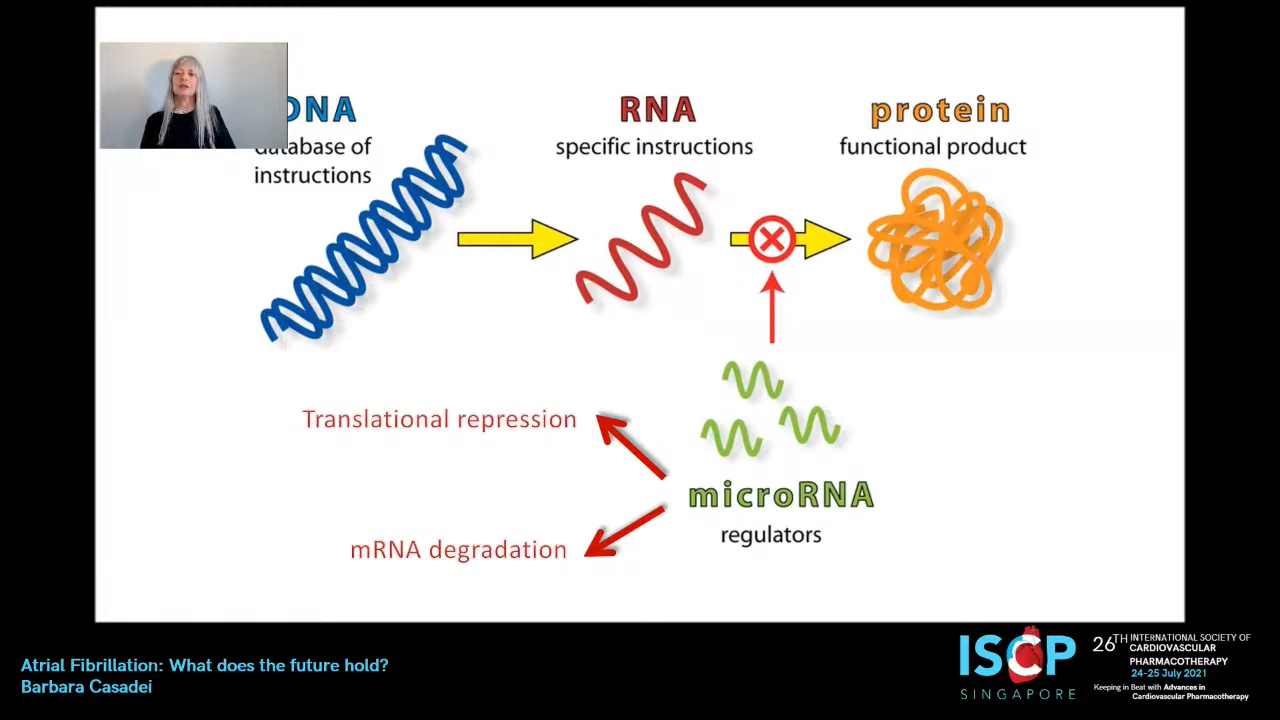 DNA
database of
instructions
RNA
specific instructions
protein
functional product
Translational repression
mRNA degradation
microRNA
regulators
Atrial Fibrillation: What does the future hold?
Barbara Casadei
ISCP
SINGAPORE
26TH INTERNATIONAL SOCIETY OF
CARDIOVASCULAR
PHARMACOTHERAPY
24-25 July 2021
Keeping in Beat with Advances in
Cardiovascular Pharmacotherapy